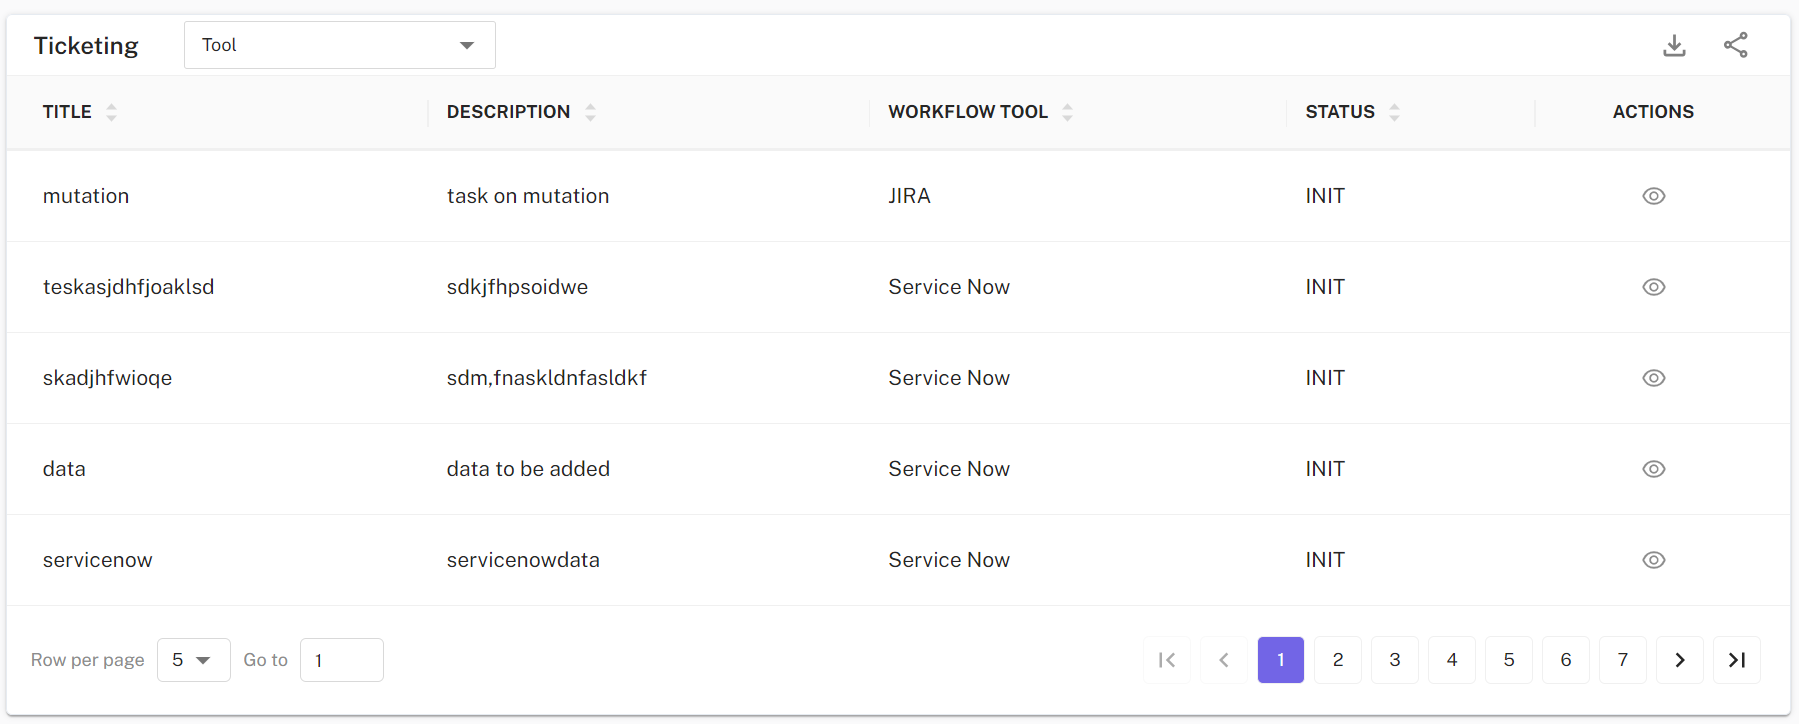 Ticketing Tool
TITLE DESCRIPTION WORKFLOW TOOL STATUS ACTIONS
mutation task on mutation JIRA INIT
teskasjdhfjoaklsd sdkjfhpsoidwe Service Now INIT
skadjhfwioqe sdm,fnaskldnfasldkf Service Now INIT
data data to be added Service Now INIT
servicenow servicenowdata Service Now INIT
Row per page 5 Go to 1 1 2 3 4 5 6 7